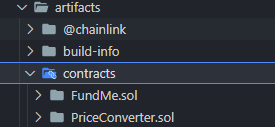 artifacts
@chainlink
build-info
contracts
FundMe.sol
PriceConverter.sol